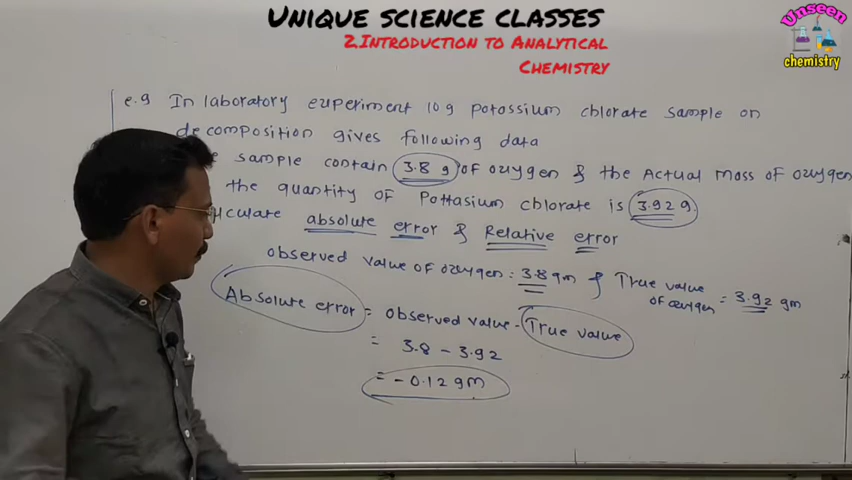 UNIQUE SCIENCE CLASSES
2.INTRODUCTION TO ANALYTICAL
CHEMISTRY
Unseen
chemistry
e.g In laboratory experiment 10 g potossium chlorate sample on
decomposition gives following data
sample contain 3.8 g of oxygen & the Actual mass of oxygen
the quantity of Pottasium chlorate is 3.92 g.
absolute error & Relative error
observed value of oxygen = 3.8 gm & True value of oxygen = 3.92 gm
Absolute error = observed value - True value
= 3.8 - 3.92
= -0.12 gm